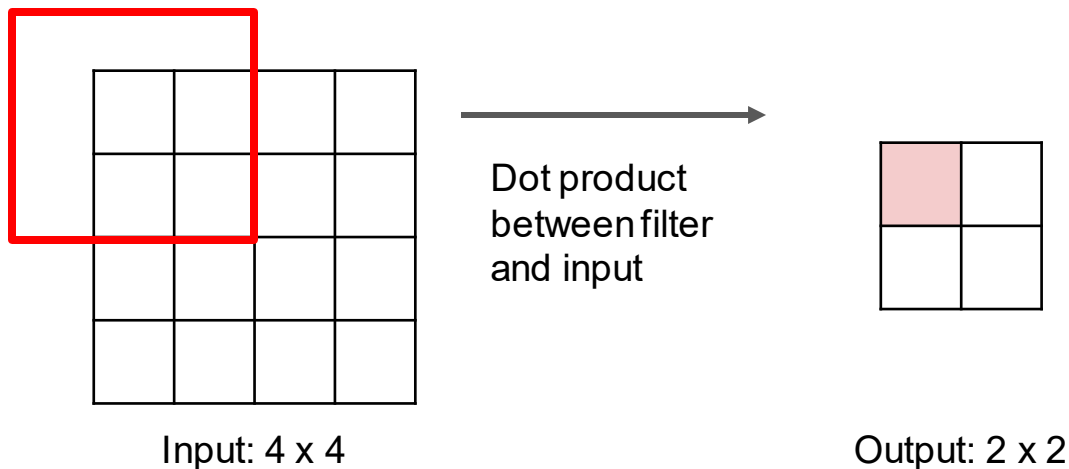 Dot product
between filter
and input
Input: 4 x 4
Output: 2 x 2